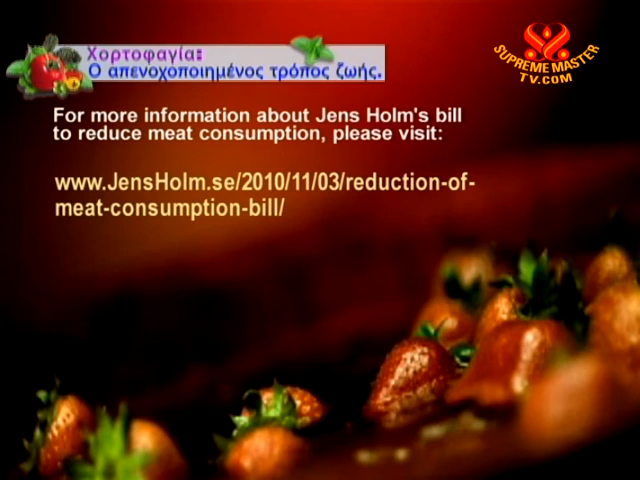 Χορτοφαγία:
Ο απενοχοποιημένος τρόπος ζωής.
SUPREME MASTER
TV.COM
For more information about Jens Holm's bill
to reduce meat consumption, please visit:
www.JensHolm.se/2010/11/03/reduction-of-
meat-consumption-bill/